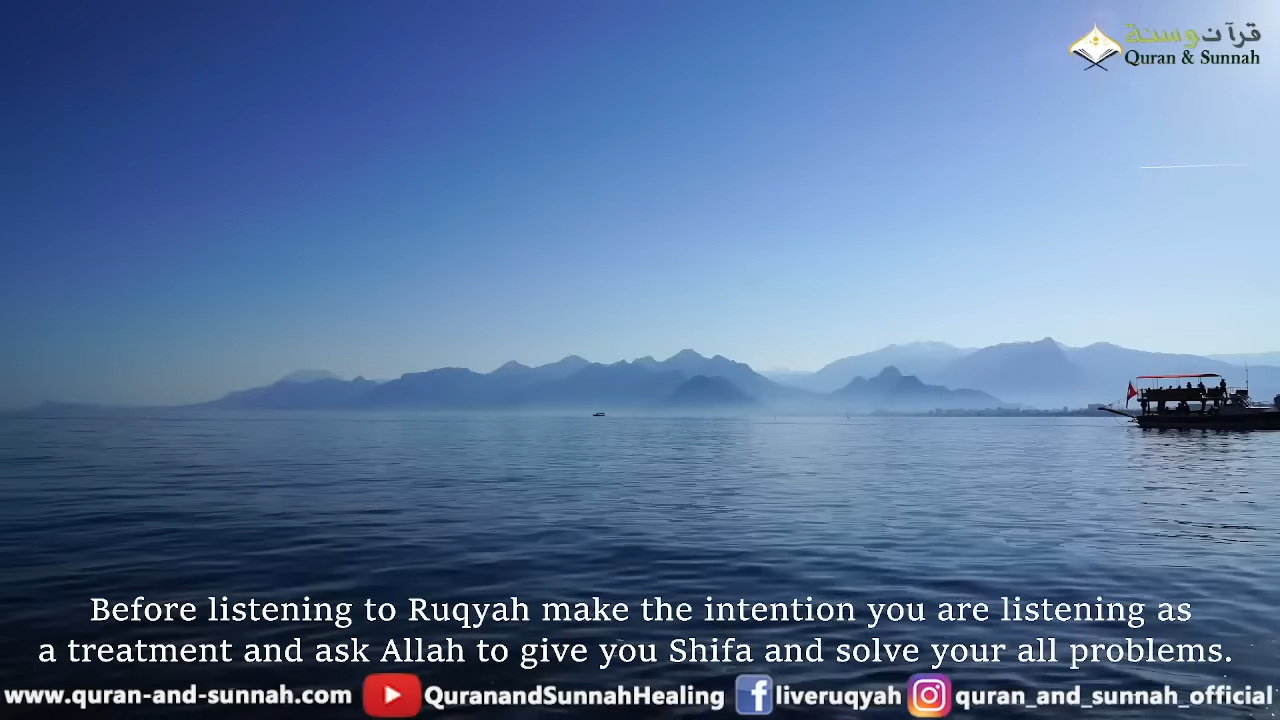 قرآن وسنة
Quran & Sunnah
Before listening to Ruqyah make the intention you are listening as
a treatment and ask Allah to give you Shifa and solve your all problems.
www.quran-and-sunnah.com QuranandSunnahHealing liveruqyah quran_and_sunnah_official